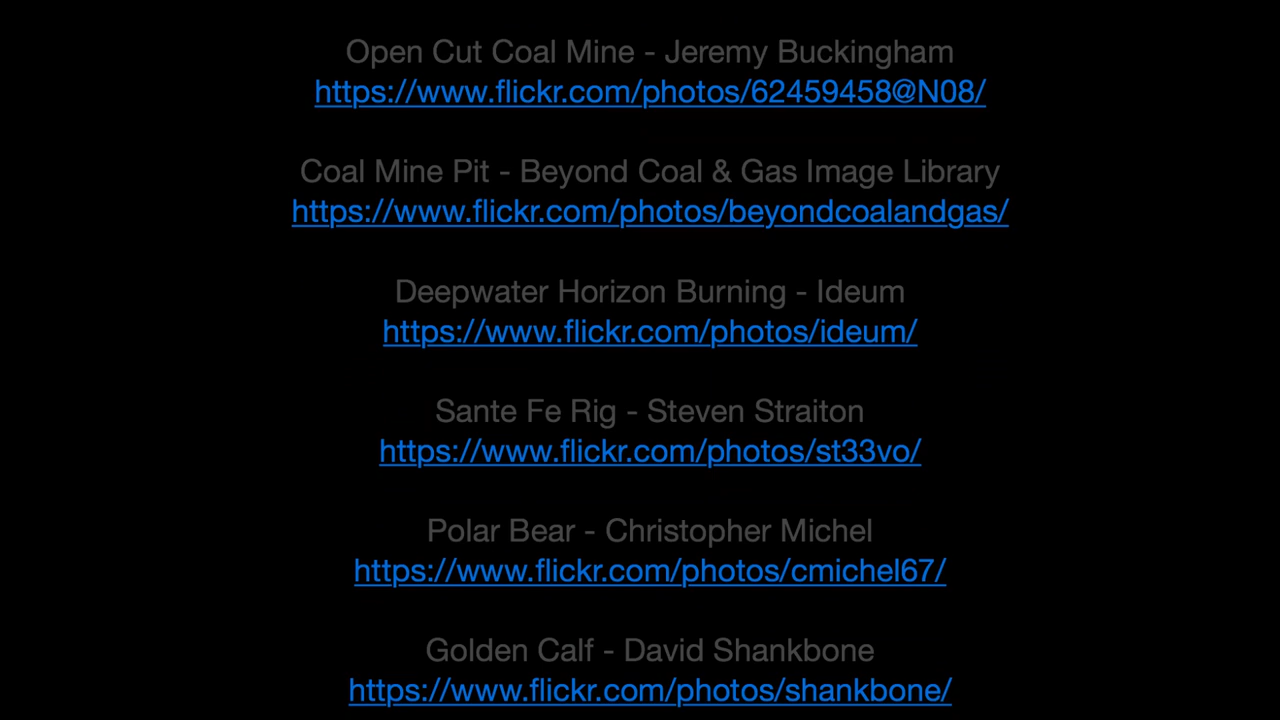 Open Cut Coal Mine - Jeremy Buckingham
https://www.flickr.com/photos/62459458@N08/
Coal Mine Pit - Beyond Coal & Gas Image Library
https://www.flickr.com/photos/beyondcoalandgas/
Deepwater Horizon Burning - Ideum
https://www.flickr.com/photos/ideum/
Sante Fe Rig - Steven Straiton
https://www.flickr.com/photos/st33vo/
Polar Bear - Christopher Michel
https://www.flickr.com/photos/cmichel67/
Golden Calf - David Shankbone
https://www.flickr.com/photos/shankbone/